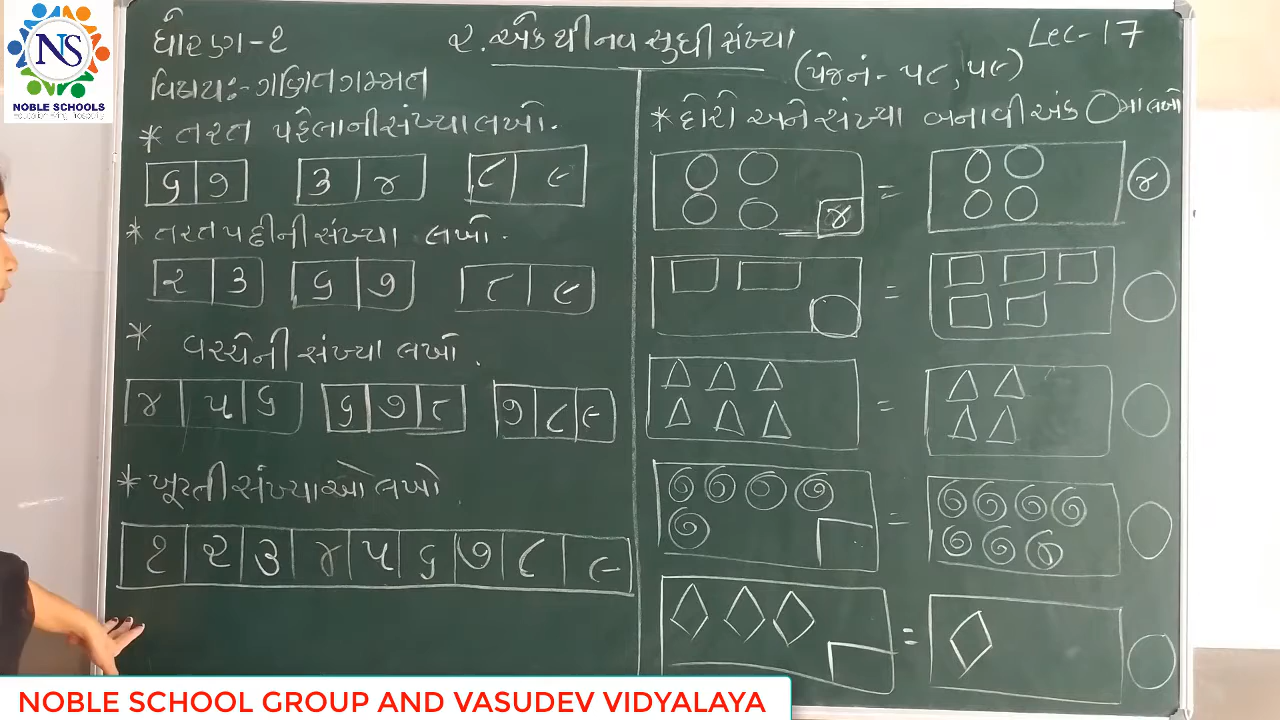 NS
NOBLE SCHOOLS
ધોરણ-૧
વિષય:-ગણિત ગમ્મત
૨. એક થી નવ સુધી સંખ્યા
Lec-17
(પેજ નં- ૫૮, ૫૯)
* તરત પહેલાની સંખ્યા લખો.
૬ ૭ ૩ ૪ ૮ ૯
* તરત પછીની સંખ્યા લખો.
૨ ૩ ૬ ૭ ૮ ૯
* વચ્ચેની સંખ્યા લખો.
૪ ૫ ૬ ૬ ૭ ૮ ૭ ૮ ૯
* ખૂટતી સંખ્યાઓ લખો
૧ ૨ ૩ ૪ ૫ ૬ ૭ ૮ ૯
* દોરો અને સંખ્યા બનાવી અંક ○ માં લખો
૪ = ૪
=
=
=
=
NOBLE SCHOOL GROUP AND VASUDEV VIDYALAYA